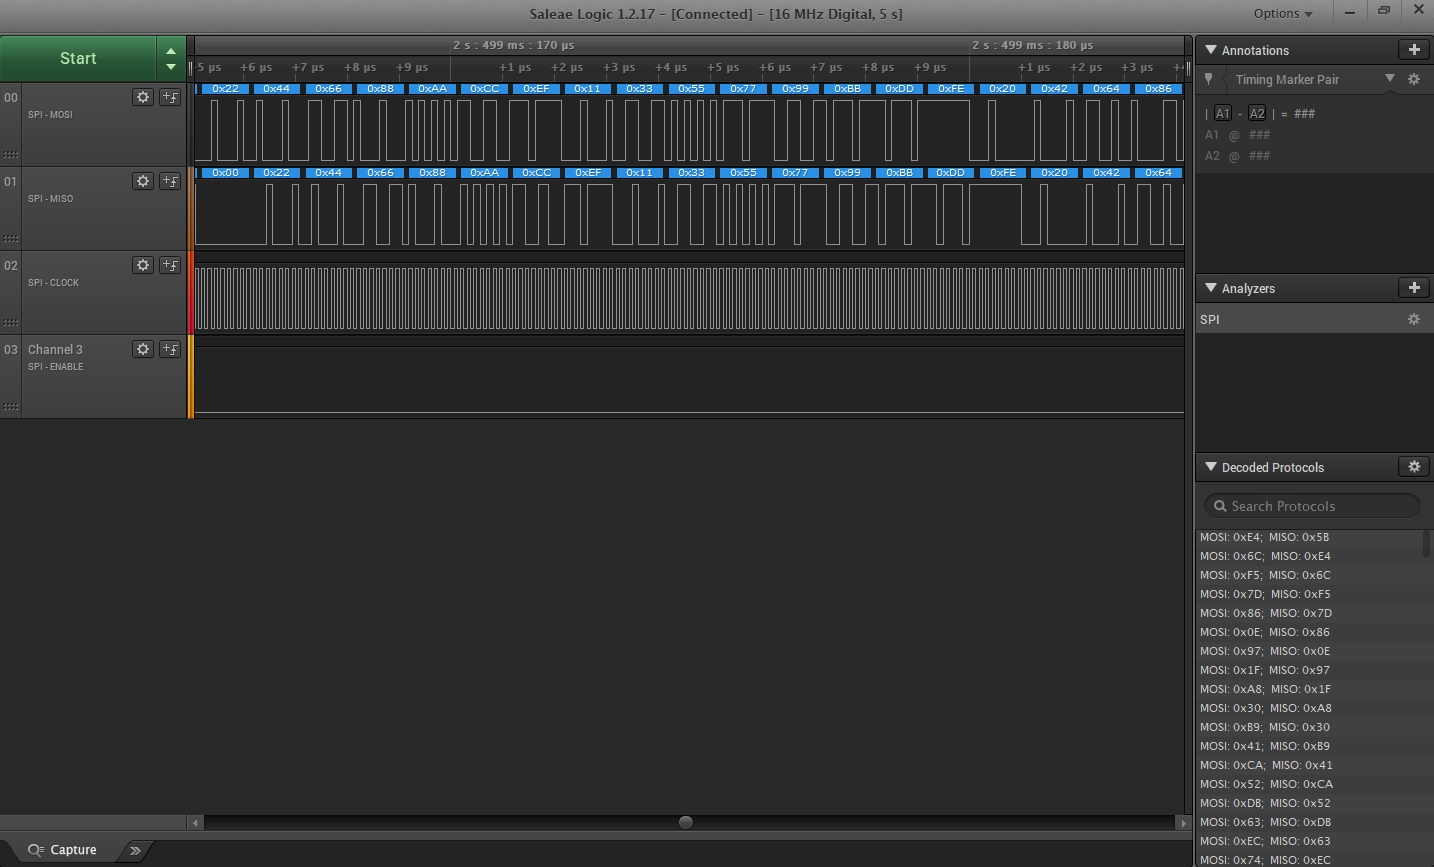 Saleae Logic 1.2.17 - [Connected] - [16 MHz Digital, 5 s]
Options
Start
2 s : 499 ms : 170 µs
2 s : 499 ms : 180 µs
5 µs +6 µs +7 µs +8 µs +9 µs +1 µs +2 µs +3 µs +4 µs +5 µs +6 µs +7 µs +8 µs +9 µs +1 µs +2 µs +3 µs
00
SPI - MOSI
0x22 0x44 0x66 0x88 0xAA 0xCC 0xEF 0x11 0x33 0x55 0x77 0x99 0xBB 0xDD 0xFE 0x20 0x42 0x64 0x86
01
SPI - MISO
0x00 0x22 0x44 0x66 0x88 0xAA 0xCC 0xEF 0x11 0x33 0x55 0x77 0x99 0xBB 0xDD 0xFE 0x20 0x42 0x64
02
SPI - CLOCK
03 Channel 3
SPI - ENABLE
Annotations
Timing Marker Pair
| A1 - A2 | = ###
A1 @ ###
A2 @ ###
Analyzers
SPI
Decoded Protocols
Search Protocols
MOSI: 0xE4; MISO: 0x5B
MOSI: 0x6C; MISO: 0xE4
MOSI: 0xF5; MISO: 0x6C
MOSI: 0x7D; MISO: 0xF5
MOSI: 0x86; MISO: 0x7D
MOSI: 0x0E; MISO: 0x86
MOSI: 0x97; MISO: 0x0E
MOSI: 0x1F; MISO: 0x97
MOSI: 0xA8; MISO: 0x1F
MOSI: 0x30; MISO: 0xA8
MOSI: 0xB9; MISO: 0x30
MOSI: 0x41; MISO: 0xB9
MOSI: 0xCA; MISO: 0x41
MOSI: 0x52; MISO: 0xCA
MOSI: 0xDB; MISO: 0x52
MOSI: 0x63; MISO: 0xDB
MOSI: 0xEC; MISO: 0x63
MOSI: 0x74; MISO: 0xEC
Capture